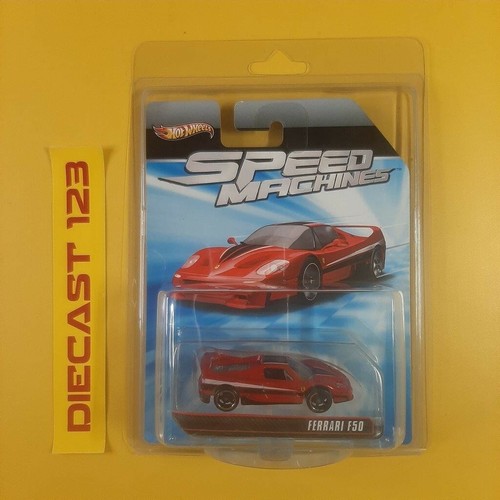 HOT WHEELS
SPEED
MACHINES
DIECAST 123
FERRARI F50